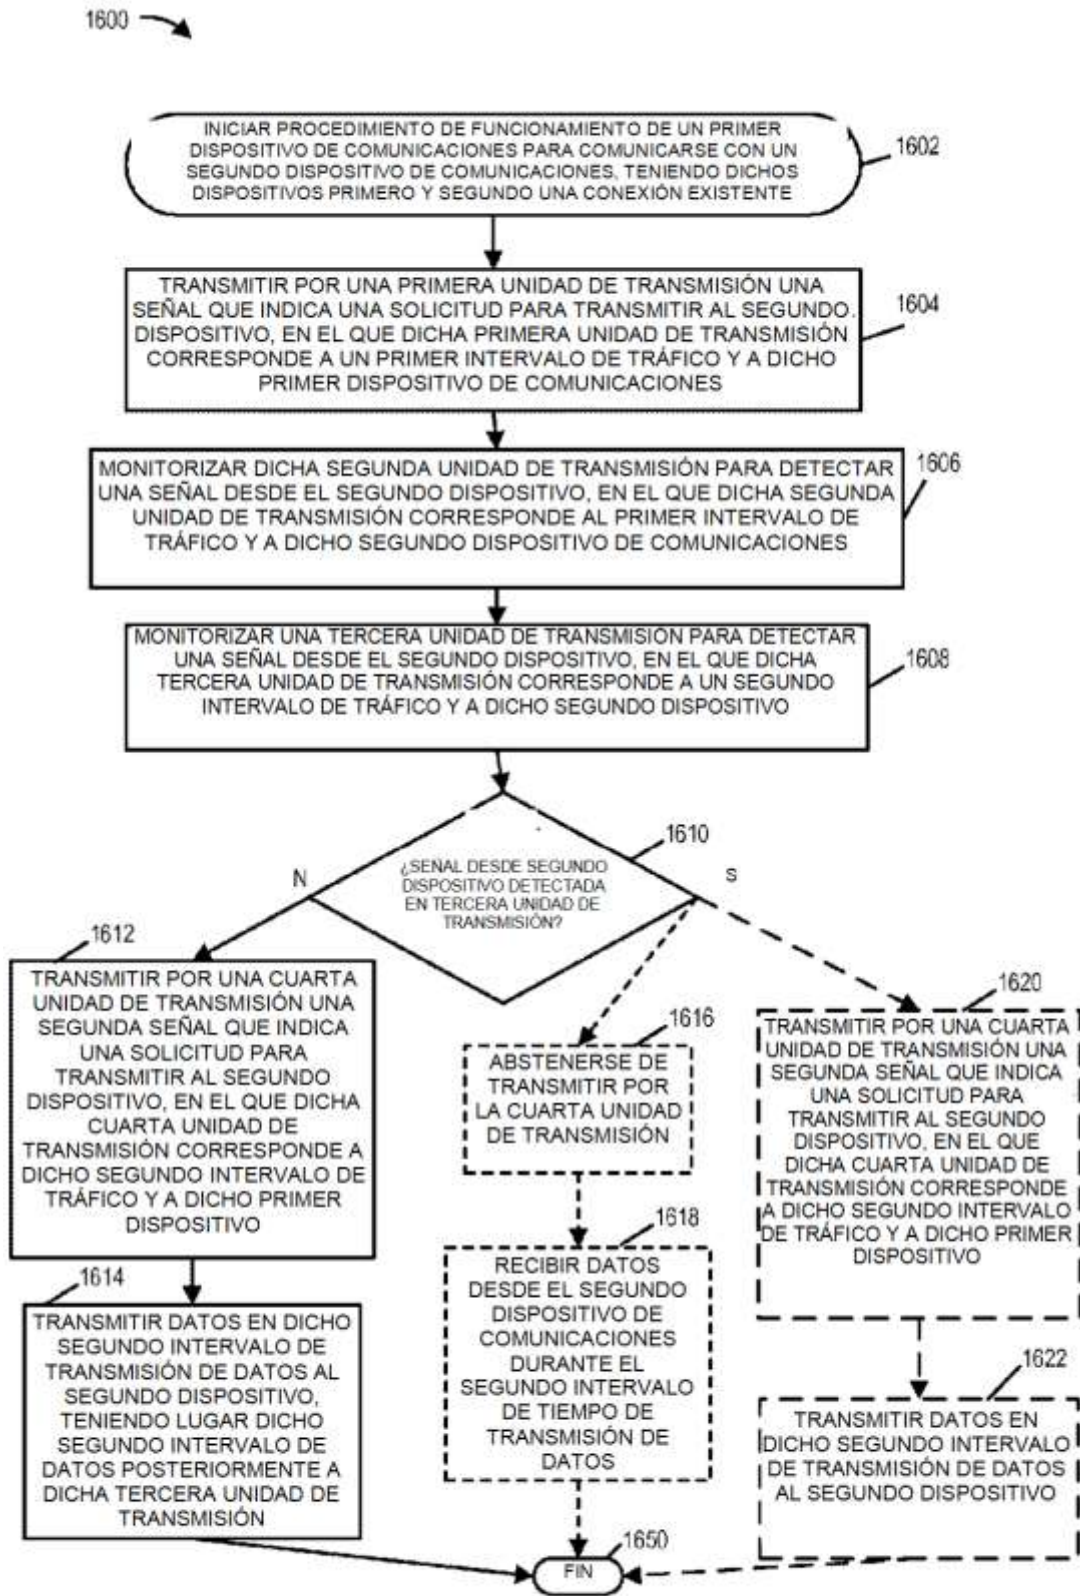 1600
INICIAR PROCEDIMIENTO DE FUNCIONAMIENTO DE UN PRIMER
DISPOSITIVO DE COMUNICACIONES PARA COMUNICARSE CON UN
SEGUNDO DISPOSITIVO DE COMUNICACIONES, TENIENDO DICHOS
DISPOSITIVOS PRIMERO Y SEGUNDO UNA CONEXIÓN EXISTENTE
1602
TRANSMITIR POR UNA PRIMERA UNIDAD DE TRANSMISIÓN UNA
SEÑAL QUE INDICA UNA SOLICITUD PARA TRANSMITIR AL SEGUNDO.
DISPOSITIVO, EN EL QUE DICHA PRIMERA UNIDAD DE TRANSMISIÓN
CORRESPONDE A UN PRIMER INTERVALO DE TRÁFICO Y A DICHO
PRIMER DISPOSITIVO DE COMUNICACIONES
1604
MONITORIZAR DICHA SEGUNDA UNIDAD DE TRANSMISIÓN PARA DETECTAR
UNA SEÑAL DESDE EL SEGUNDO DISPOSITIVO, EN EL QUE DICHA SEGUNDA
UNIDAD DE TRANSMISIÓN CORRESPONDE AL PRIMER INTERVALO DE
TRÁFICO Y A DICHO SEGUNDO DISPOSITIVO DE COMUNICACIONES
1606
MONITORIZAR UNA TERCERA UNIDAD DE TRANSMISIÓN PARA DETECTAR
UNA SEÑAL DESDE EL SEGUNDO DISPOSITIVO, EN EL QUE DICHA
TERCERA UNIDAD DE TRANSMISIÓN CORRESPONDE A UN SEGUNDO
INTERVALO DE TRÁFICO Y A DICHO SEGUNDO DISPOSITIVO
1608
¿SEÑAL DESDE SEGUNDO
DISPOSITIVO DETECTADA
EN TERCERA UNIDAD DE
TRANSMISIÓN?
1610
N
S
1612
TRANSMITIR POR UNA CUARTA
UNIDAD DE TRANSMISIÓN UNA
SEGUNDA SEÑAL QUE INDICA
UNA SOLICITUD PARA
TRANSMITIR AL SEGUNDO
DISPOSITIVO, EN EL QUE DICHA
CUARTA UNIDAD DE
TRANSMISIÓN CORRESPONDE A
DICHO SEGUNDO INTERVALO DE
TRÁFICO Y A DICHO PRIMER
DISPOSITIVO
1614
TRANSMITIR DATOS EN DICHO
SEGUNDO INTERVALO DE
TRANSMISIÓN DE DATOS AL
SEGUNDO DISPOSITIVO,
TENIENDO LUGAR DICHO
SEGUNDO INTERVALO DE
DATOS POSTERIORMENTE A
DICHA TERCERA UNIDAD DE
TRANSMISIÓN
1616
ABSTENERSE DE
TRANSMITIR POR
LA CUARTA UNIDAD
DE TRANSMISIÓN
1618
RECIBIR DATOS
DESDE EL SEGUNDO
DISPOSITIVO DE
COMUNICACIONES
DURANTE EL
SEGUNDO INTERVALO
DE TIEMPO DE
TRANSMISIÓN DE
DATOS
1620
TRANSMITIR POR UNA CUARTA
UNIDAD DE TRANSMISIÓN UNA
SEGUNDA SEÑAL QUE INDICA
UNA SOLICITUD PARA
TRANSMITIR AL SEGUNDO
DISPOSITIVO, EN EL QUE
DICHA CUARTA UNIDAD DE
TRANSMISIÓN CORRESPONDE
A DICHO SEGUNDO INTERVALO
DE TRÁFICO Y A DICHO PRIMER
DISPOSITIVO
1622
TRANSMITIR DATOS EN
DICHO SEGUNDO INTERVALO
DE TRANSMISIÓN DE DATOS
AL SEGUNDO DISPOSITIVO
1650
FIN